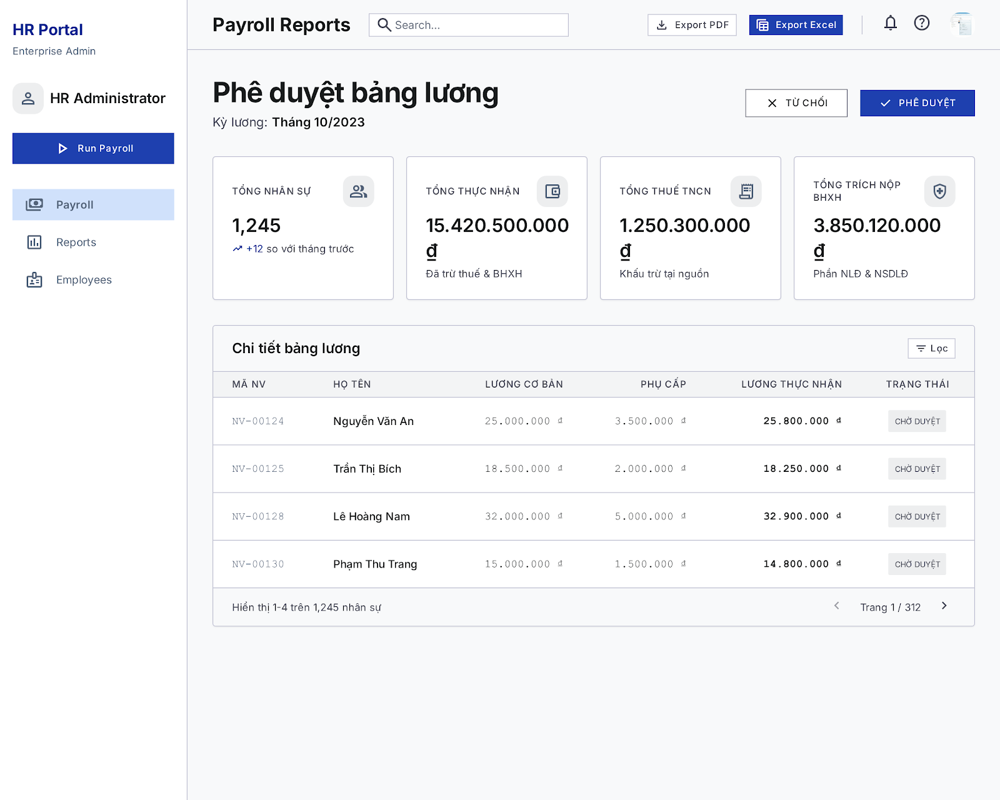 HR Portal
Enterprise Admin
HR Administrator
Run Payroll
Payroll
Reports
Employees
Payroll Reports
Search...
Export PDF
Export Excel
Phê duyệt bảng lương
Kỳ lương: Tháng 10/2023
TỪ CHỐI
PHÊ DUYỆT
TỔNG NHÂN SỰ
1,245
+12 so với tháng trước
TỔNG THỰC NHẬN
15.420.500.000
₫
Đã trừ thuế & BHXH
TỔNG THUẾ TNCN
1.250.300.000
₫
Khấu trừ tại nguồn
TỔNG TRÍCH NỘP
BHXH
3.850.120.000
₫
Phần NLĐ & NSDLĐ
Chi tiết bảng lương
Lọc
MÃ NV HỌ TÊN LƯƠNG CƠ BẢN PHỤ CẤP LƯƠNG THỰC NHẬN TRẠNG THÁI
NV-00124 Nguyễn Văn An 25.000.000 ₫ 3.500.000 ₫ 25.800.000 ₫ CHỜ DUYỆT
NV-00125 Trần Thị Bích 18.500.000 ₫ 2.000.000 ₫ 18.250.000 ₫ CHỜ DUYỆT
NV-00128 Lê Hoàng Nam 32.000.000 ₫ 5.000.000 ₫ 32.900.000 ₫ CHỜ DUYỆT
NV-00130 Phạm Thu Trang 15.000.000 ₫ 1.500.000 ₫ 14.800.000 ₫ CHỜ DUYỆT
Hiển thị 1-4 trên 1,245 nhân sự
Trang 1 / 312